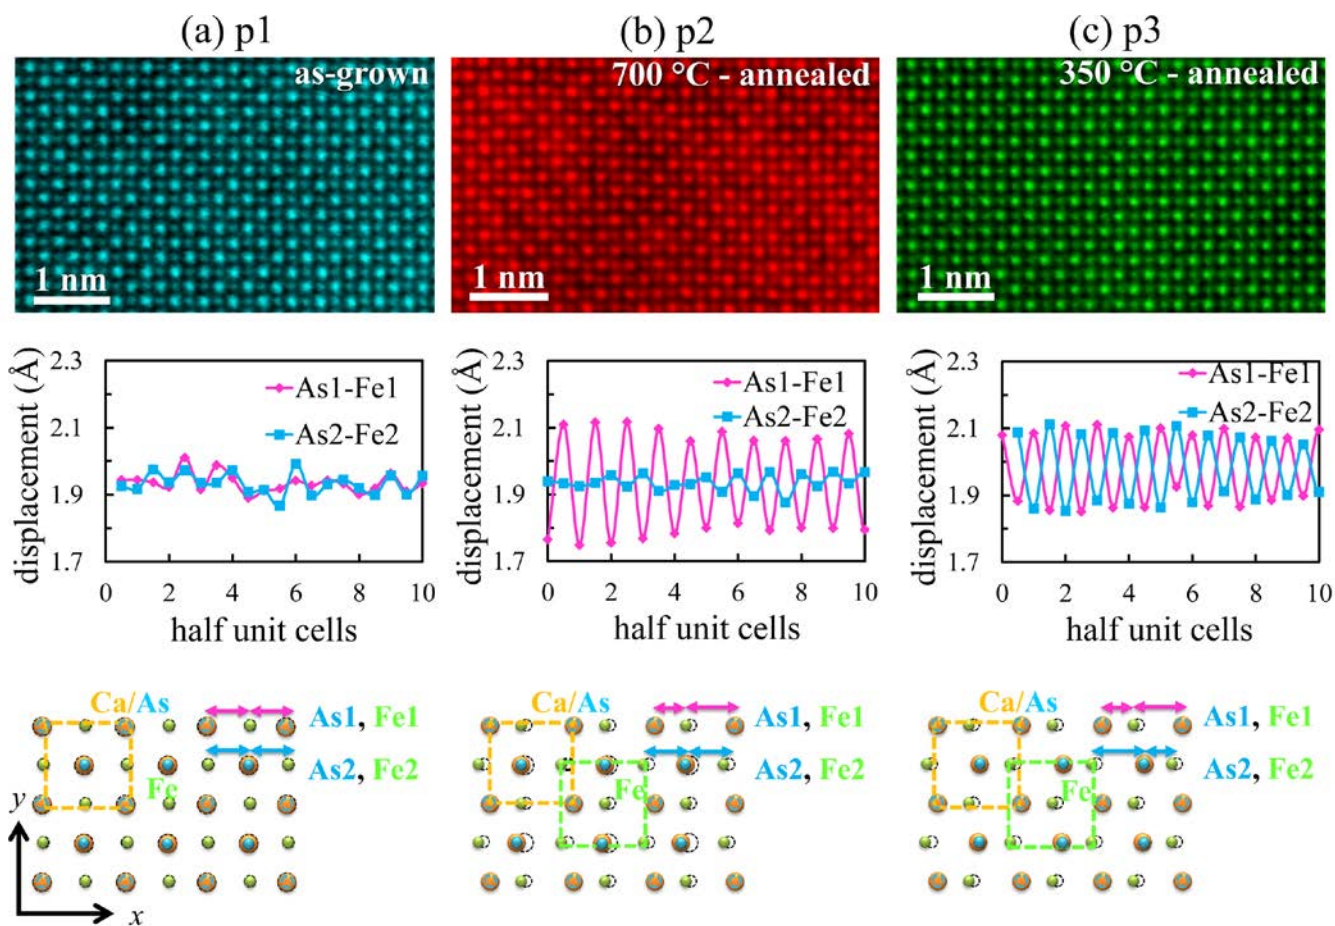 (a) p1
(b) p2
(c) p3
as-grown
700 °C - annealed
350 °C - annealed
1 nm
1 nm
1 nm
displacement (Å)
2.3
2.1
1.9
1.7
As1-Fe1
As2-Fe2
0 2 4 6 8 10
half unit cells
displacement (Å)
2.3
2.1
1.9
1.7
As1-Fe1
As2-Fe2
0 2 4 6 8 10
half unit cells
displacement (Å)
2.3
2.1
1.9
1.7
As1-Fe1
As2-Fe2
0 2 4 6 8 10
half unit cells
Ca/As
As1, Fe1
As2, Fe2
Fe
y
x
Ca/As
As1, Fe1
As2, Fe2
Fe
Ca/As
As1, Fe1
As2, Fe2
Fe